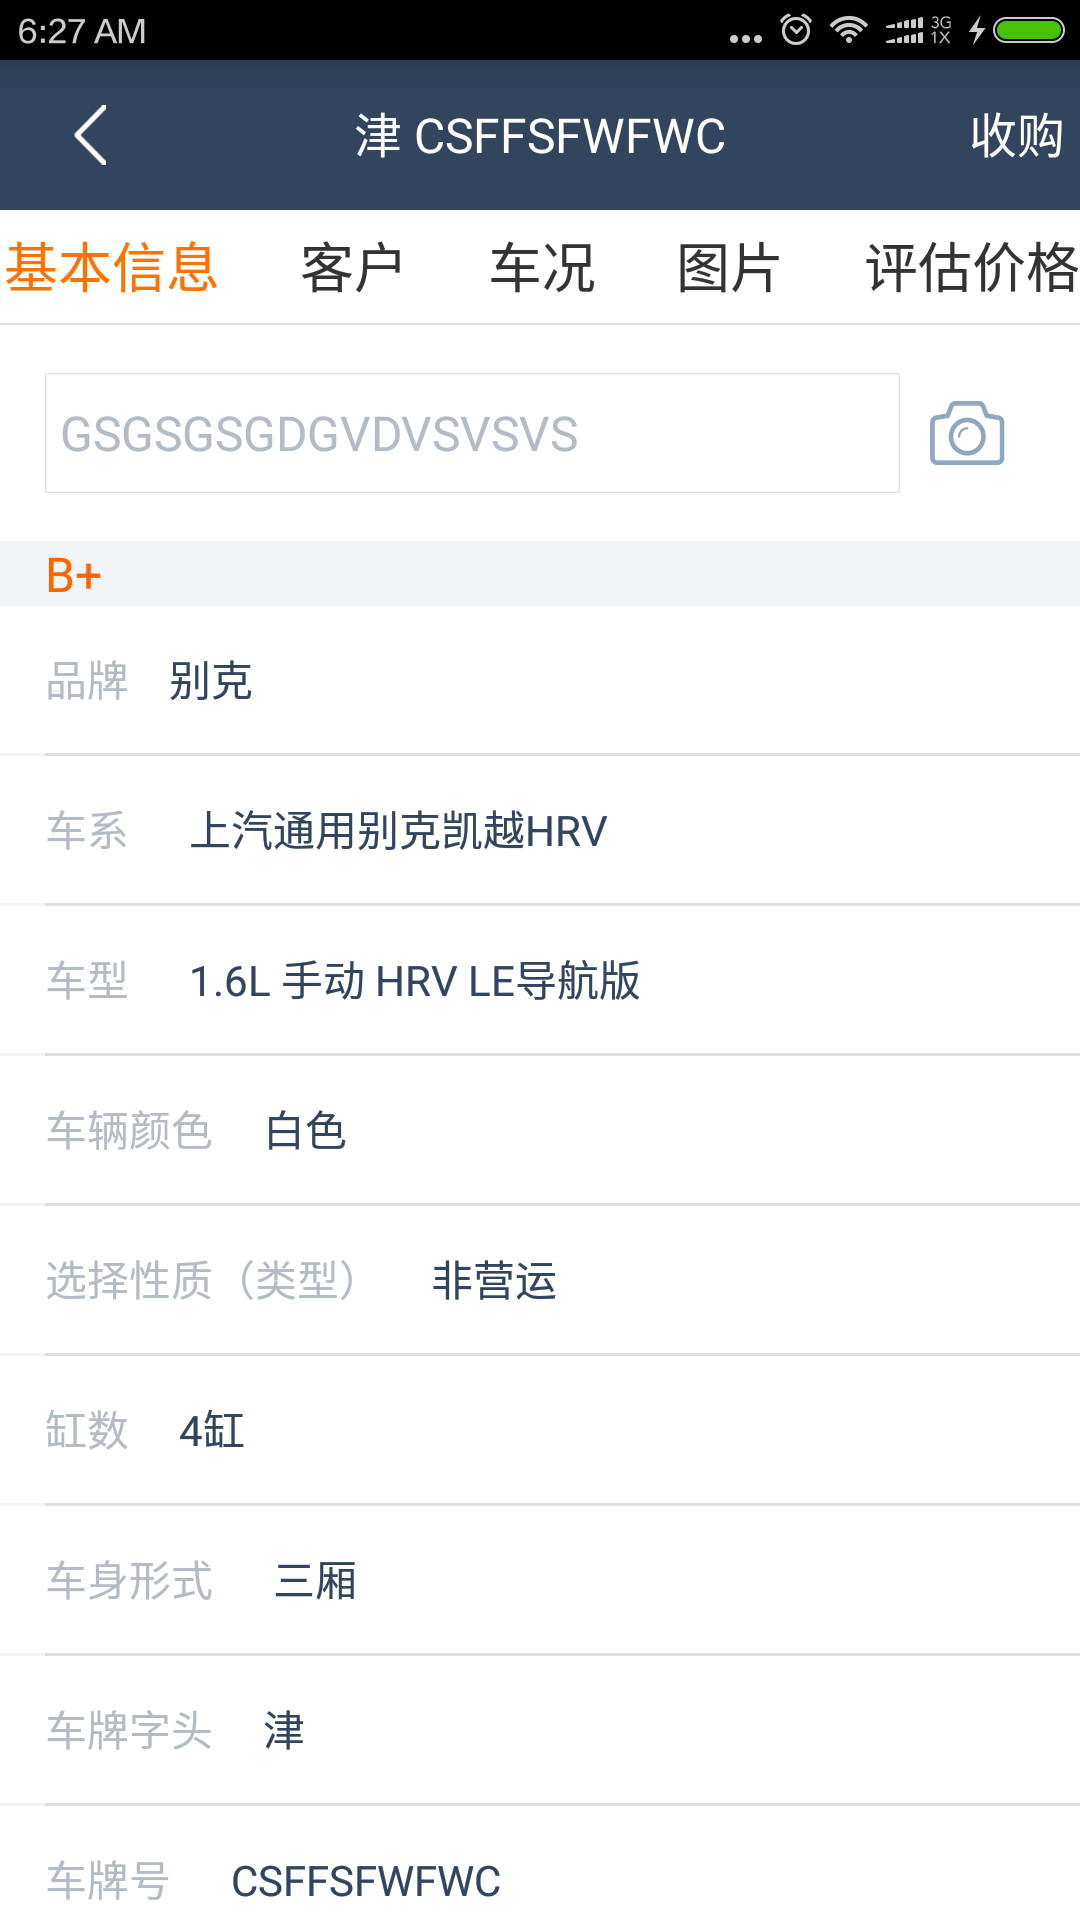 6:27 AM 3G 1X
津 CSFFSFWFWC 收购
基本信息 客户 车况 图片 评估价格
GSGSGSGDGVDVSVSVS
B+
品牌 别克
车系 上汽通用别克凯越HRV
车型 1.6L 手动 HRV LE导航版
车辆颜色 白色
选择性质（类型） 非营运
缸数 4缸
车身形式 三厢
车牌字头 津
车牌号 CSFFSFWFWC